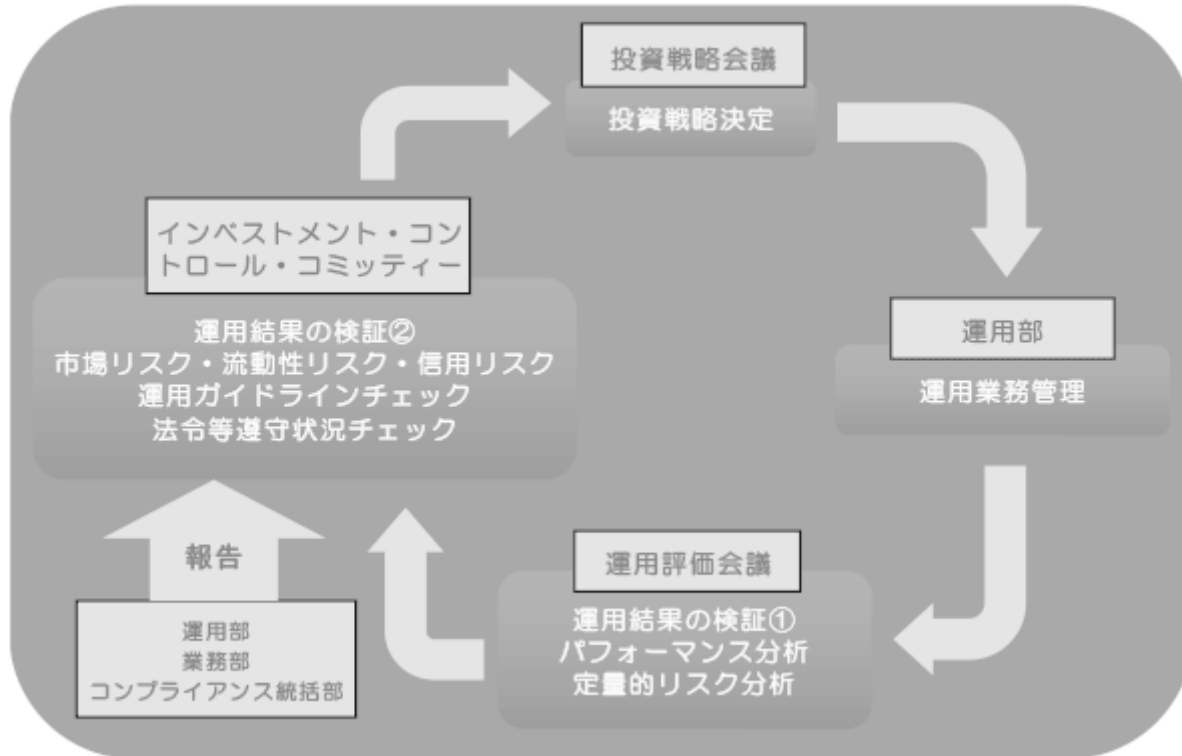 投資戦略会議
投資戦略決定
運用部
運用業務管理
運用評価会議
運用結果の検証①
パフォーマンス分析
定量的リスク分析
インベストメント・コン
トロール・コミッティー
運用結果の検証②
市場リスク・流動性リスク・信用リスク
運用ガイドラインチェック
法令等遵守状況チェック
報告
運用部
業務部
コンプライアンス統括部